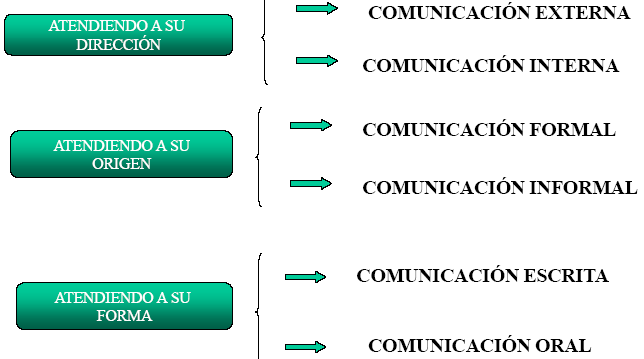 COMUNICACIÓN EXTERNA
ATENDIENDO A SU
DIRECCIÓN
COMUNICACIÓN INTERNA
COMUNICACIÓN FORMAL
ATENDIENDO A SU
ORIGEN
COMUNICACIÓN INFORMAL
COMUNICACIÓN ESCRITA
ATENDIENDO A SU
FORMA
COMUNICACIÓN ORAL